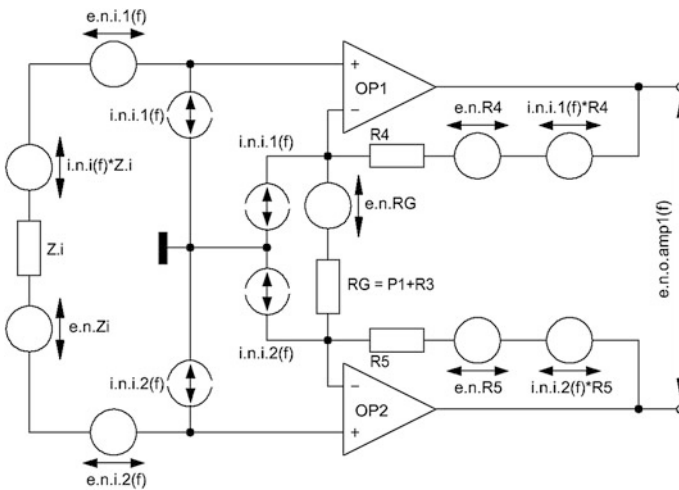 e.n.i.1(f)
+
OP1
−
i.n.i.1(f)
e.n.R4
i.n.i.1(f)*R4
R4
i.n.i.1(f)
i.n.i(f)*Z.i
e.n.RG
Z.i
RG = P1+R3
e.n.o.amp1(f)
e.n.Zi
i.n.i.2(f)
R5
i.n.i.2(f)
e.n.R5
i.n.i.2(f)*R5
−
OP2
+
e.n.i.2(f)